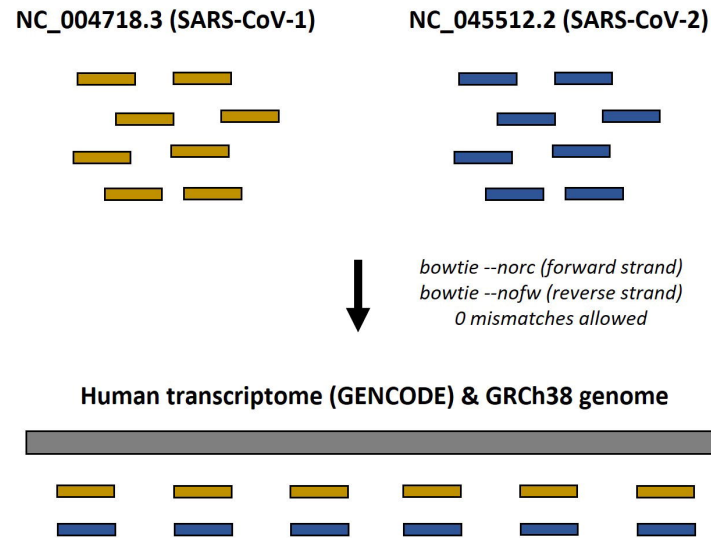 NC_004718.3 (SARS-CoV-1)
NC_045512.2 (SARS-CoV-2)
bowtie --norc (forward strand)
bowtie --nofw (reverse strand)
0 mismatches allowed
Human transcriptome (GENCODE) & GRCh38 genome